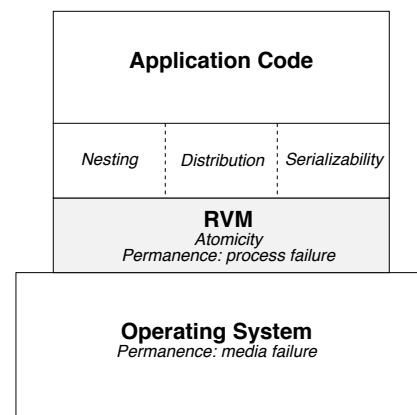 Application Code
Nesting Distribution Serializability
RVM
Atomicity
Permanence: process failure
Operating System
Permanence: media failure